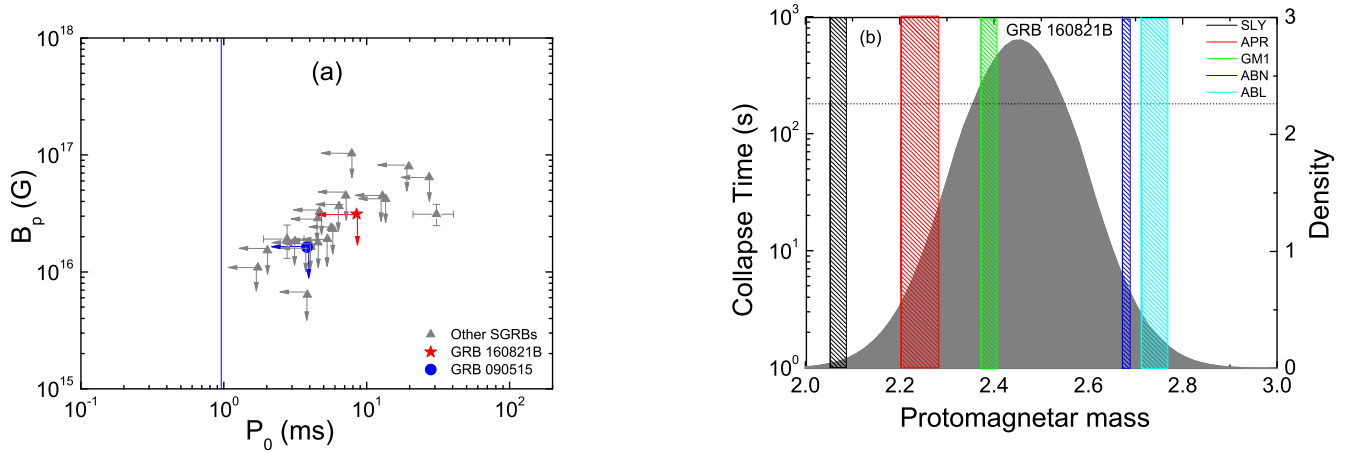 (a)
10^18
10^17
10^16
10^15
B_p (G)
Other SGRBs
GRB 160821B
GRB 090515
10^-1
10^0
10^1
10^2
P_0 (ms)
(b)
GRB 160821B
SLY
APR
GM1
ABN
ABL
10^3
10^2
10^1
10^0
Collapse Time (s)
3
2
1
0
Density
2.0
2.2
2.4
2.6
2.8
3.0
Protomagnetar mass